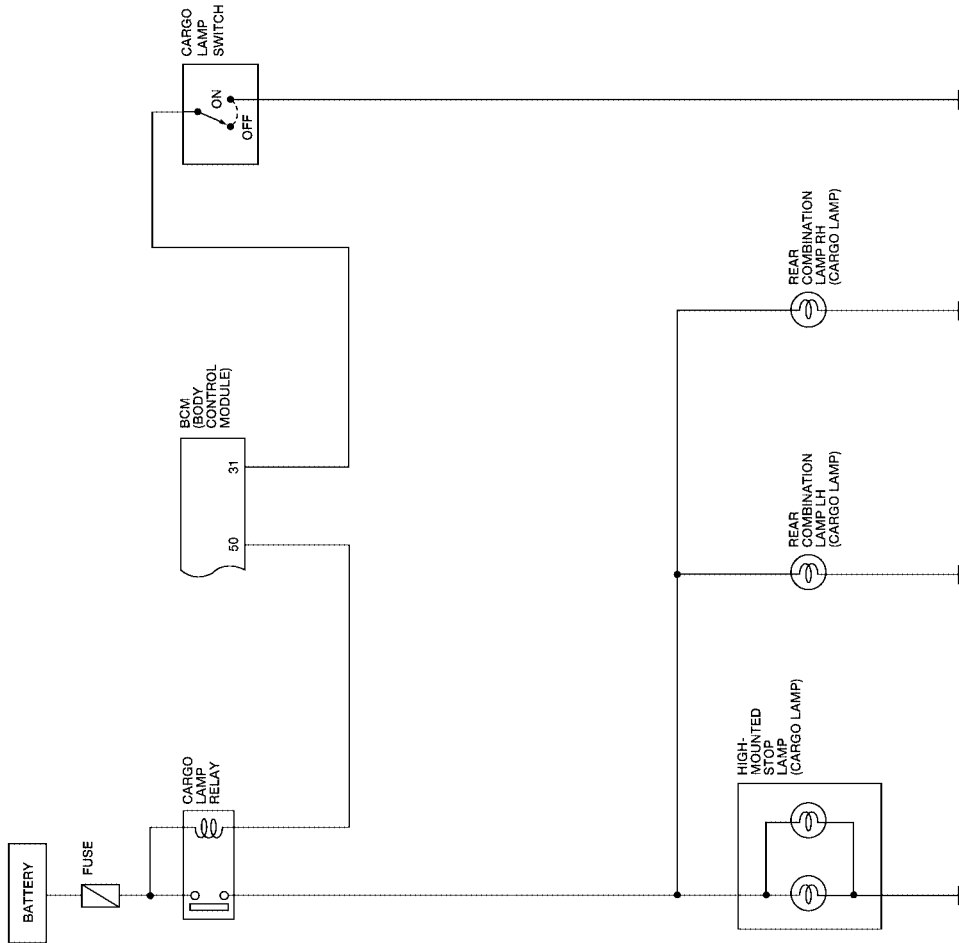 BATTERY
FUSE
CARGO
LAMP
RELAY
50
31
BCM
(BODY
CONTROL
MODULE)
OFF
ON
CARGO
LAMP
SWITCH
HIGH-
MOUNTED
STOP
LAMP
(CARGO LAMP)
REAR
COMBINATION
LAMP LH
(CARGO LAMP)
REAR
COMBINATION
LAMP RH
(CARGO LAMP)